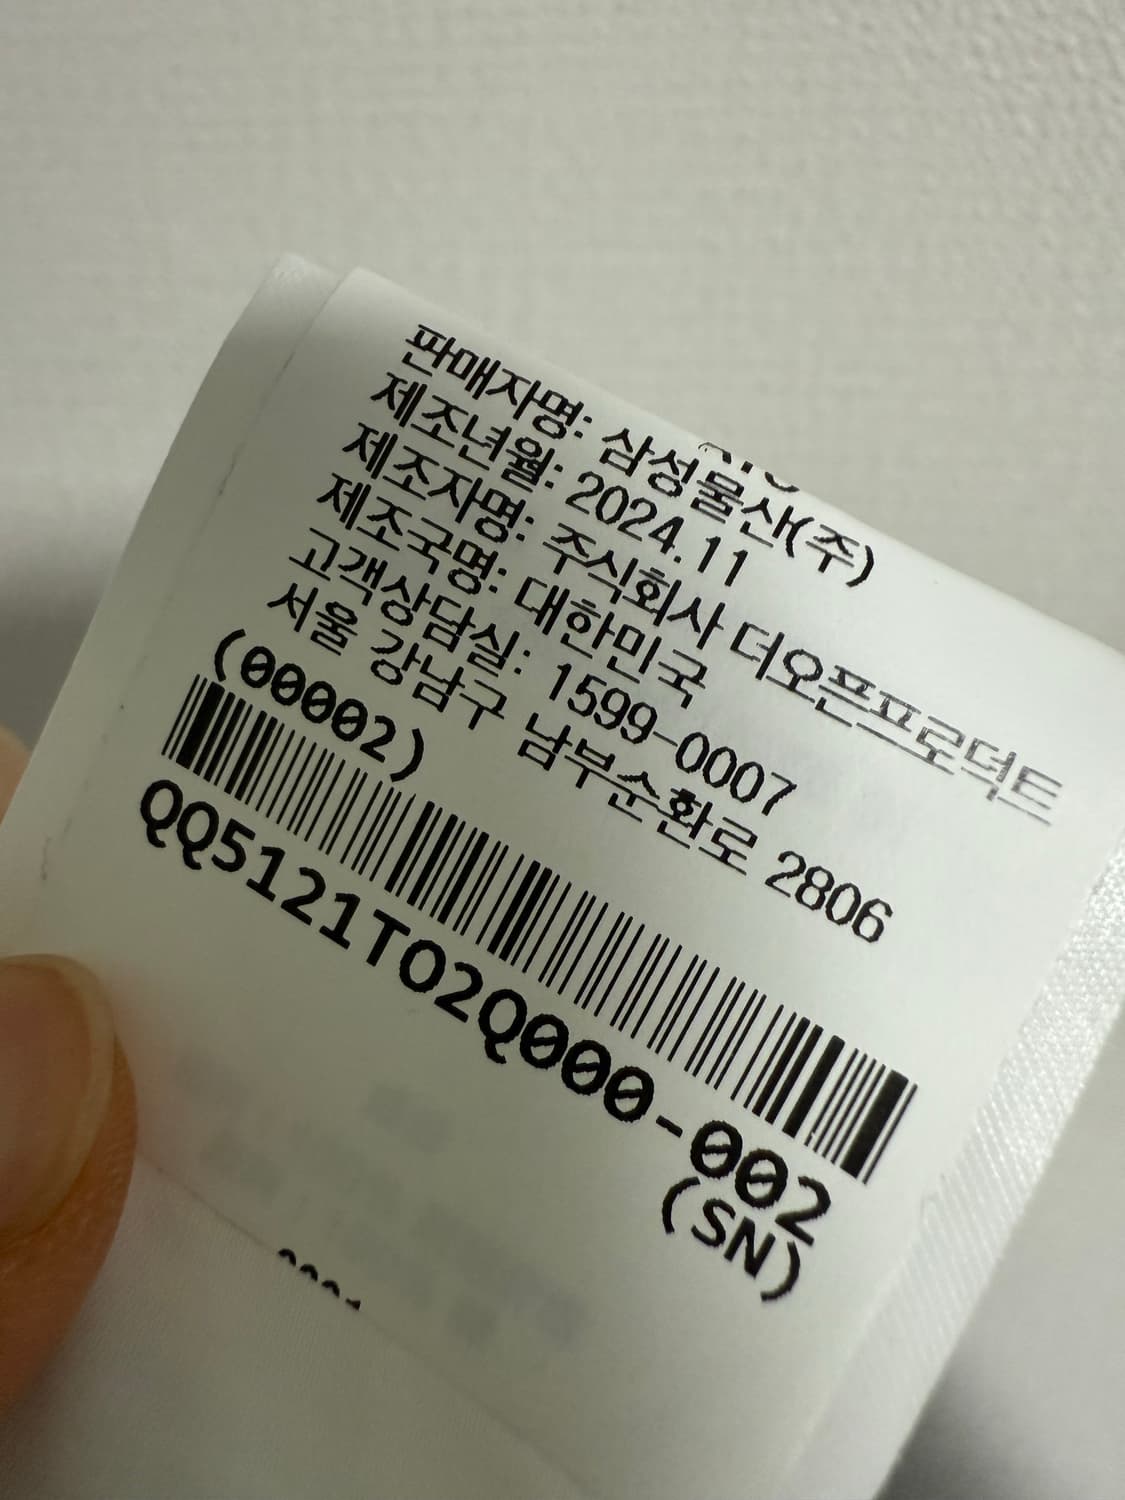 판매자명: 삼성물산(주)
제조년월: 2024.11
제조자명: 주식회사 더오픈프로덕트
제조국명: 대한민국
고객상담실: 1599-0007
서울 강남구 남부순환로 2806
(00002)
QQ5121TO2Q000-002
(SN)